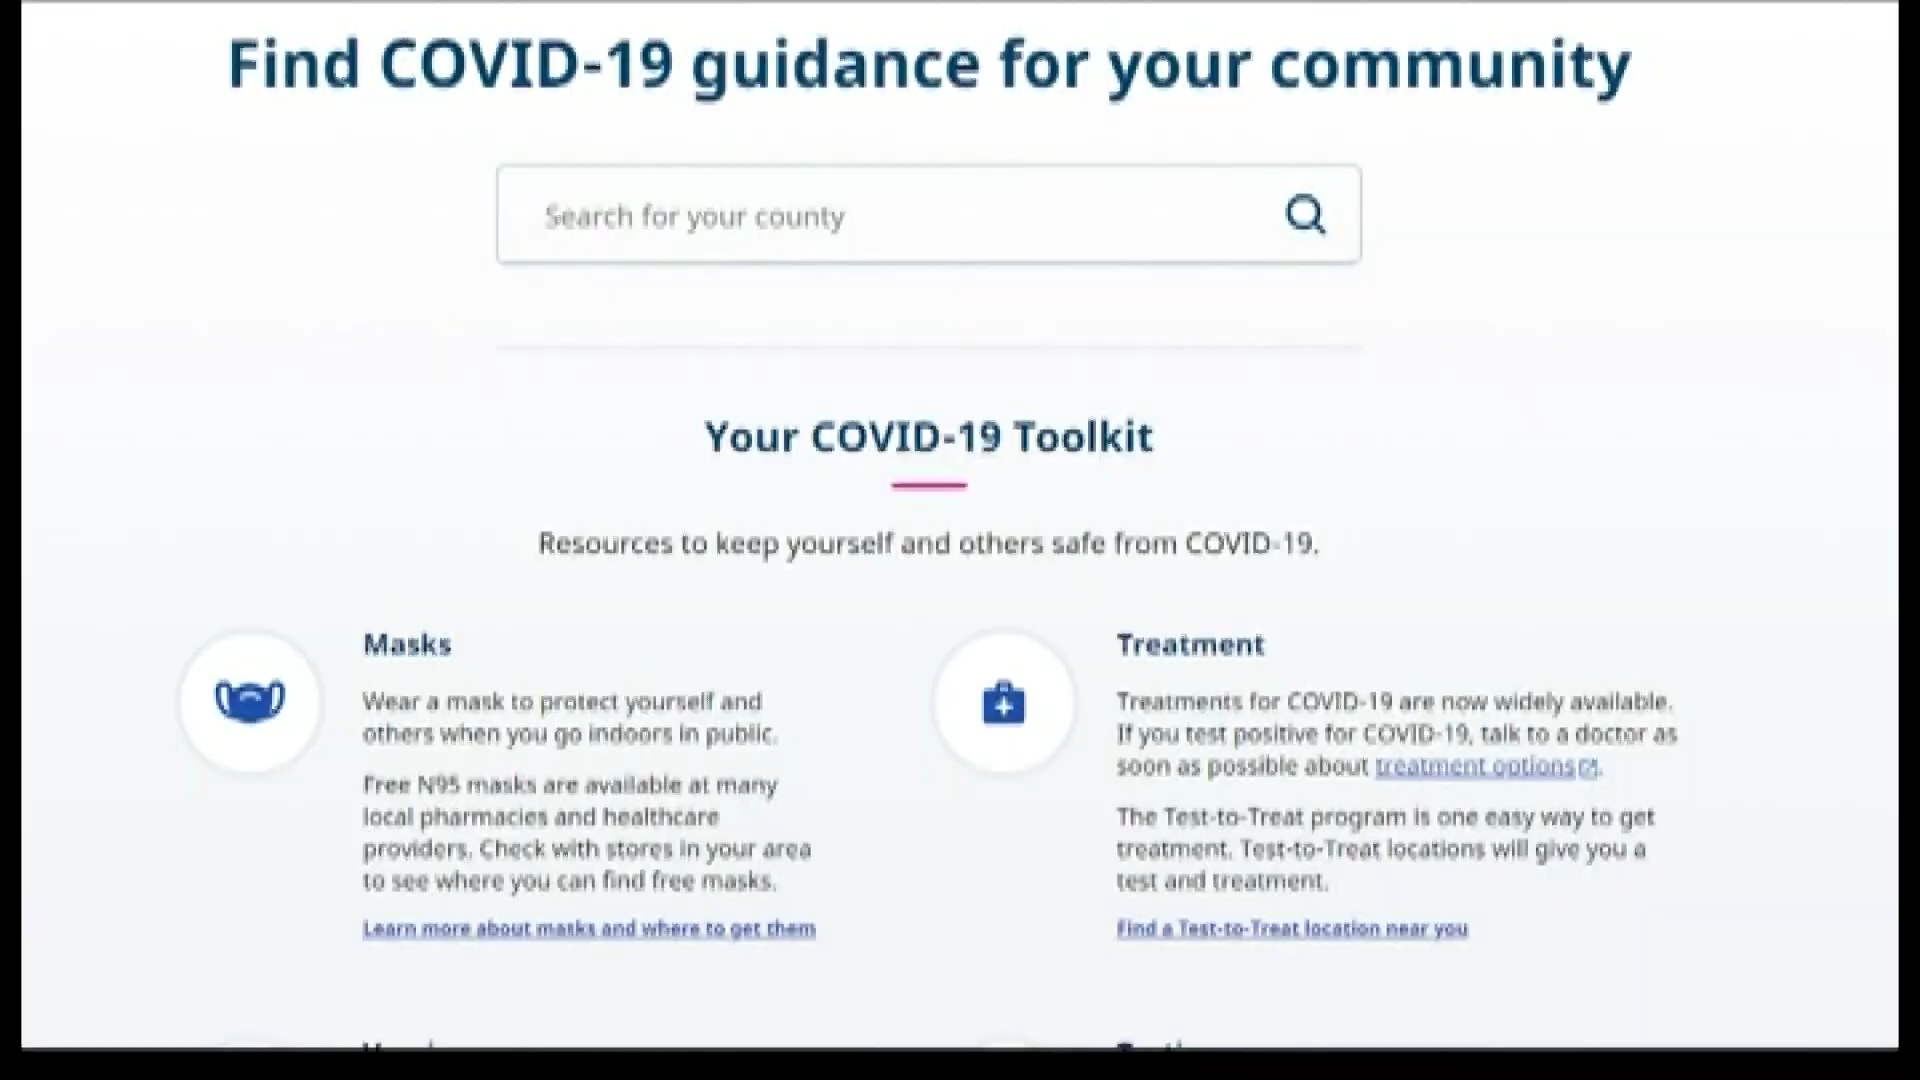 Find COVID-19 guidance for your community
Search for your county
Your COVID-19 Toolkit
Resources to keep yourself and others safe from COVID-19.
Masks
Wear a mask to protect yourself and
others when you go indoors in public.
Free N95 masks are available at many
local pharmacies and healthcare
providers. Check with stores in your area
to see where you can find free masks.
Learn more about masks and where to get them
Treatment
Treatments for COVID-19 are now widely available.
If you test positive for COVID-19, talk to a doctor as
soon as possible about treatment options.
The Test-to-Treat program is one easy way to get
treatment. Test-to-Treat locations will give you a
test and treatment.
Find a Test-to-Treat location near you